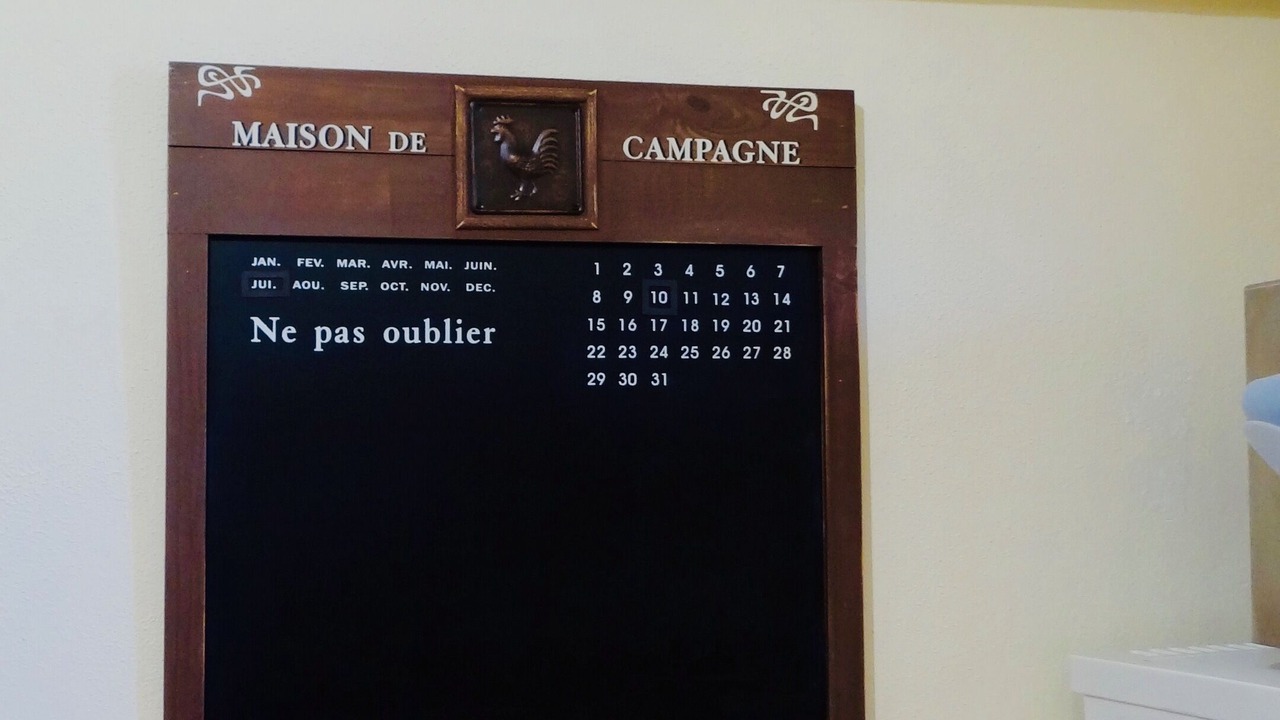 MAISON DE CAMPAGNE
JAN. FEV. MAR. AVR. MAI. JUIN.
JUI. AOU. SEP. OCT. NOV. DEC.
Ne pas oublier
1 2 3 4 5 6 7
8 9 10 11 12 13 14
15 16 17 18 19 20 21
22 23 24 25 26 27 28
29 30 31